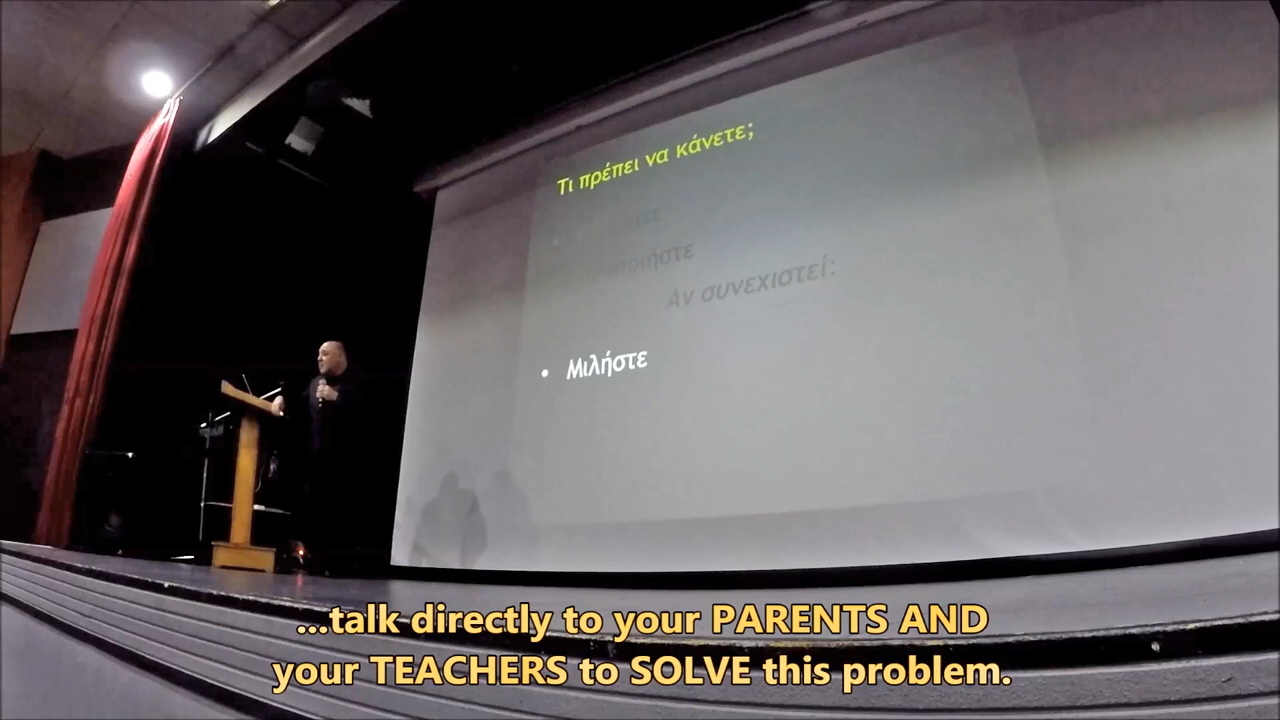 Τι πρέπει να κάνετε;
Αν συνεχιστεί:
• Μιλήστε
...talk directly to your PARENTS AND
your TEACHERS to SOLVE this problem.